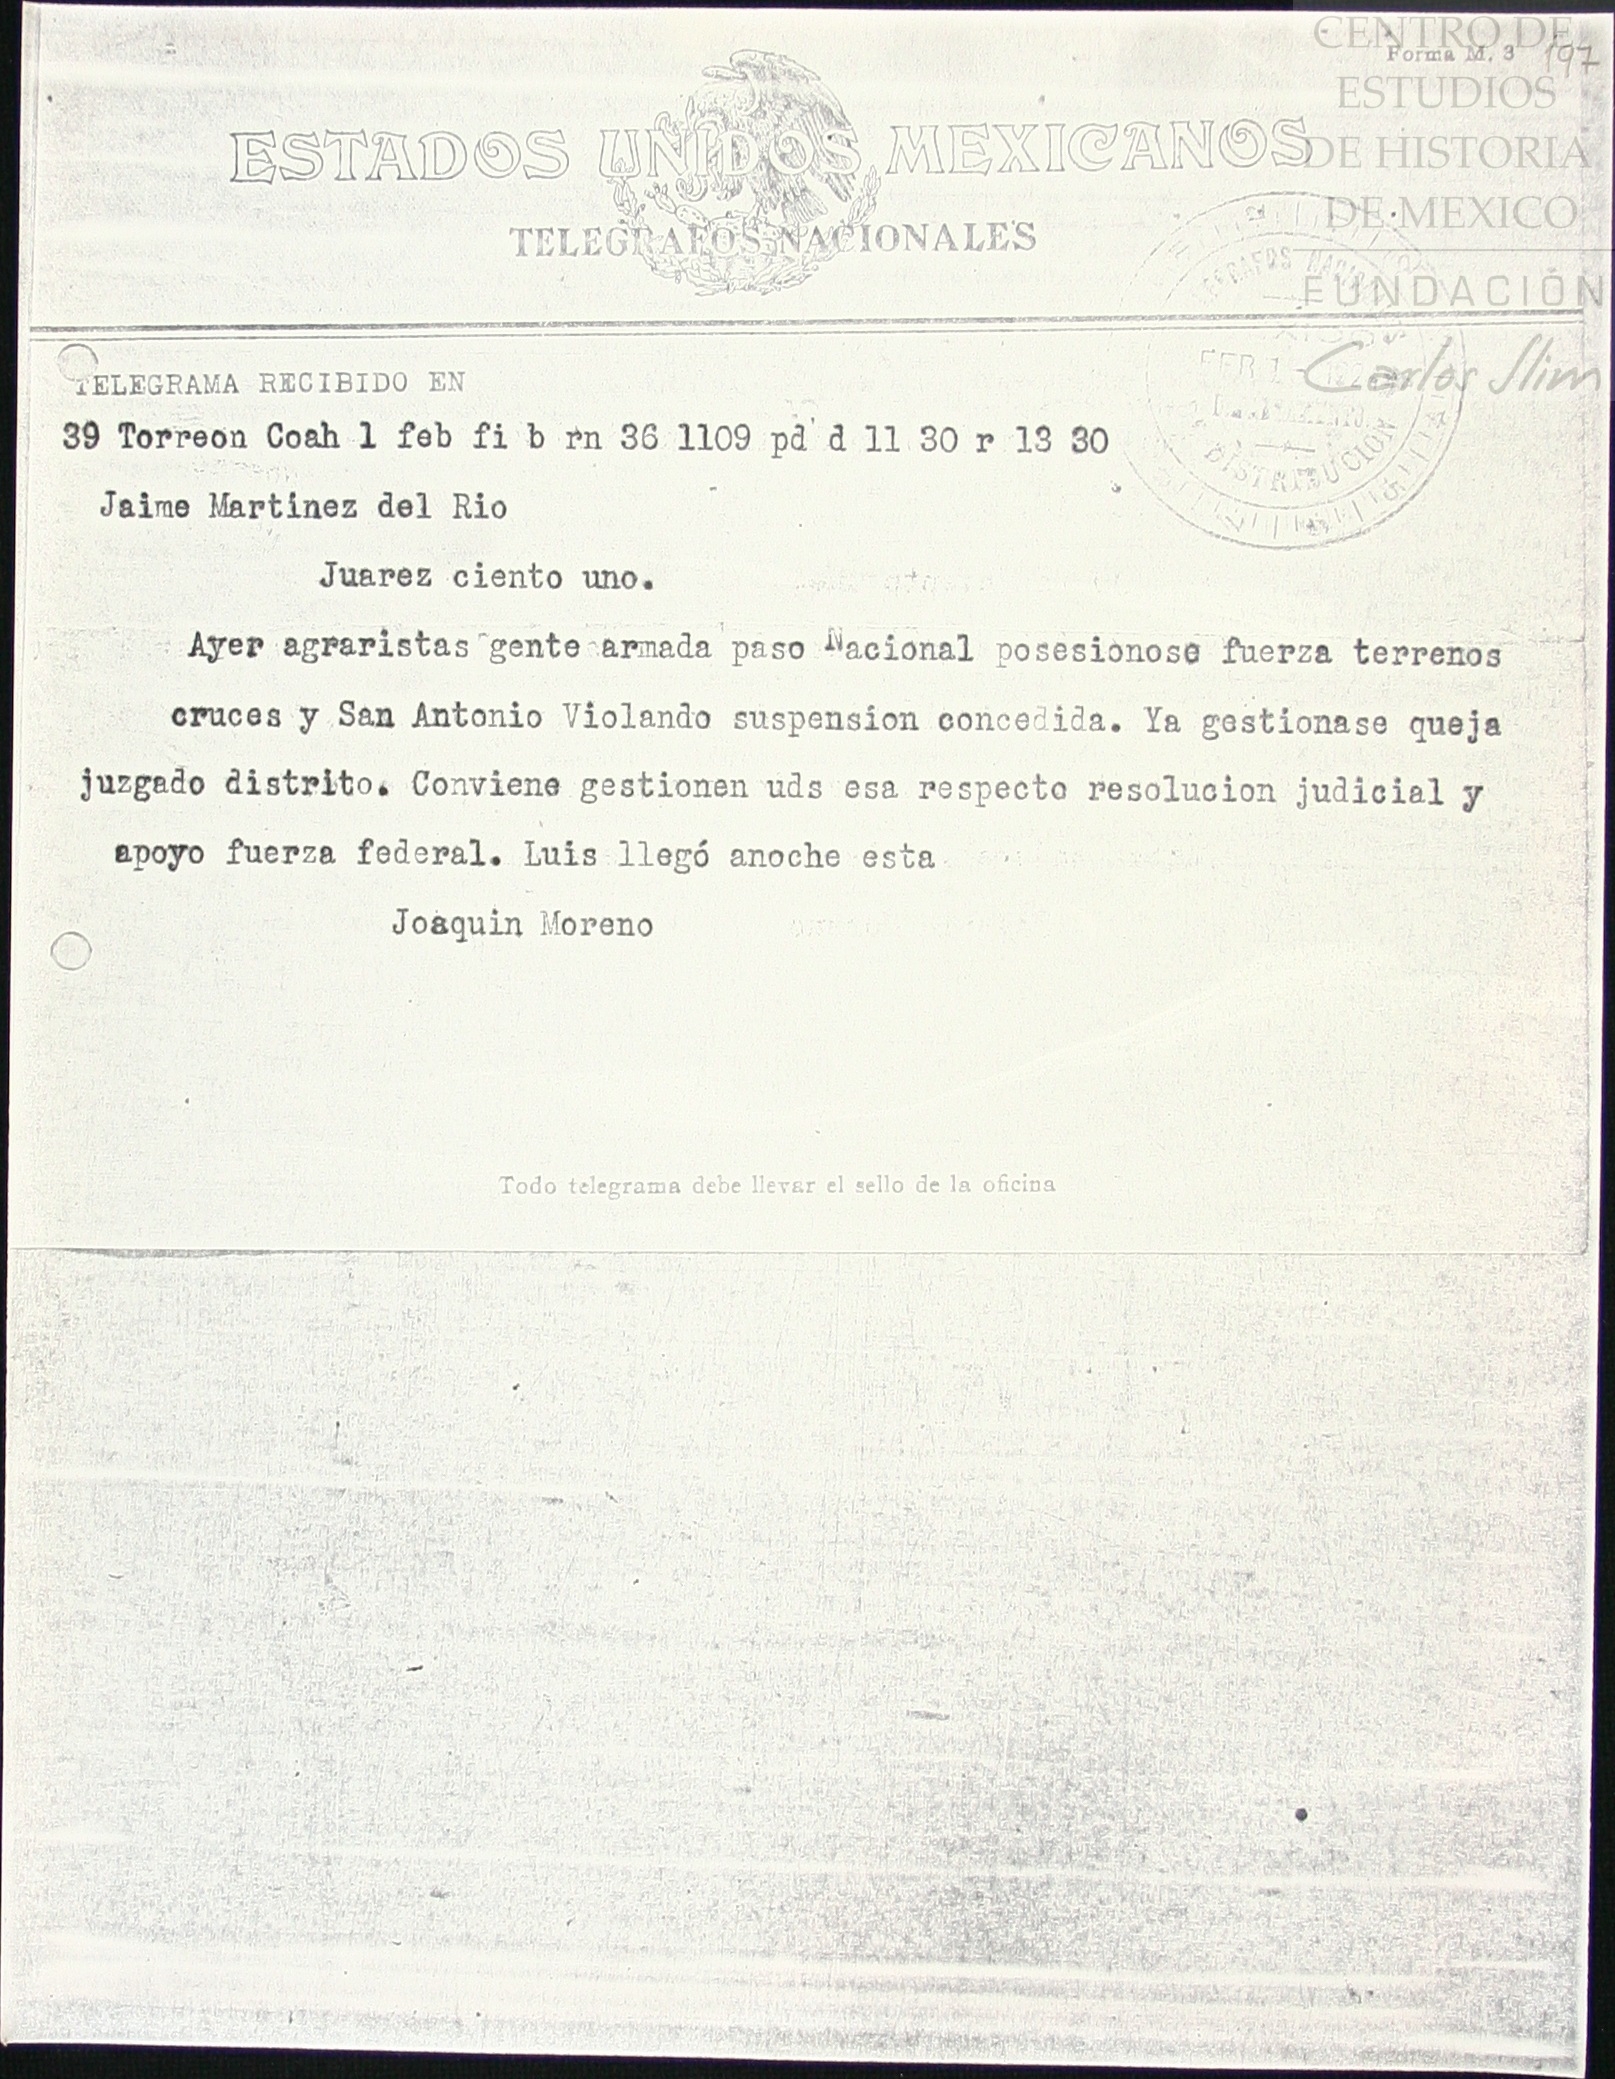 CENTRO DE
ESTUDIOS
DE HISTORIA
DE MEXICO
FUNDACIÓN
Carlos Slim
Forma M. 3
197
ESTADOS UNIDOS MEXICANOS
TELEGRAFOS NACIONALES
FEB 1
DISTRIBUCION
TELEGRAMA RECIBIDO EN
39 Torreon Coah 1 feb fi b rn 36 1109 pd d 11 30 r 13 30
Jaime Martinez del Rio
Juarez ciento uno.
Ayer agraristas gente armada paso Nacional posesionose fuerza terrenos
cruces y San Antonio Violando suspension concedida. Ya gestionase queja
juzgado distrito. Conviene gestionen uds esa respecto resolucion judicial y
apoyo fuerza federal. Luis llegó anoche esta
Joaquin Moreno
Todo telegrama debe llevar el sello de la oficina